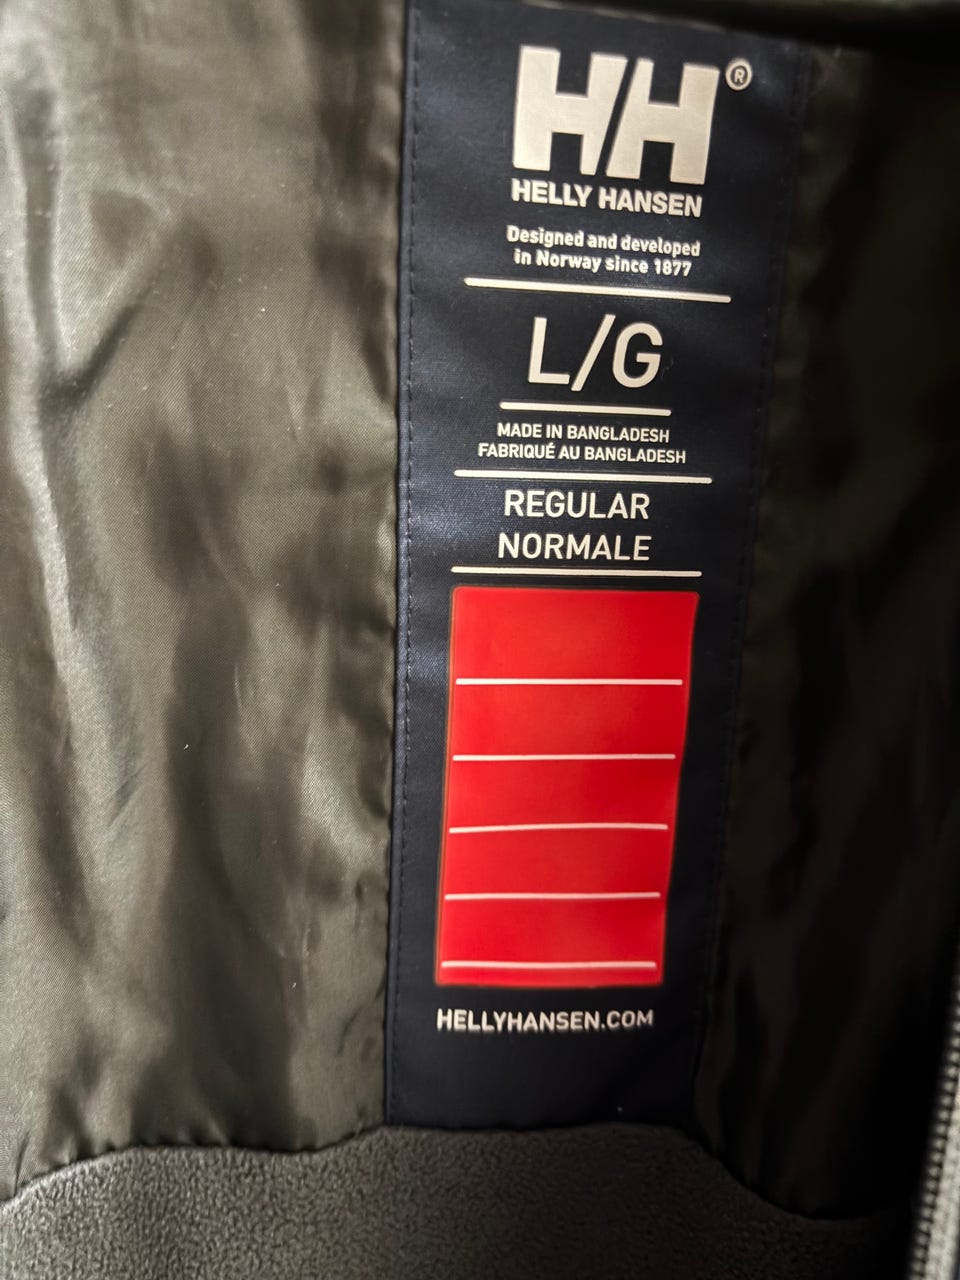 HH®
HELLY HANSEN
Designed and developed
in Norway since 1877
L/G
MADE IN BANGLADESH
FABRIQUÉ AU BANGLADESH
REGULAR
NORMALE
HELLYHANSEN.COM